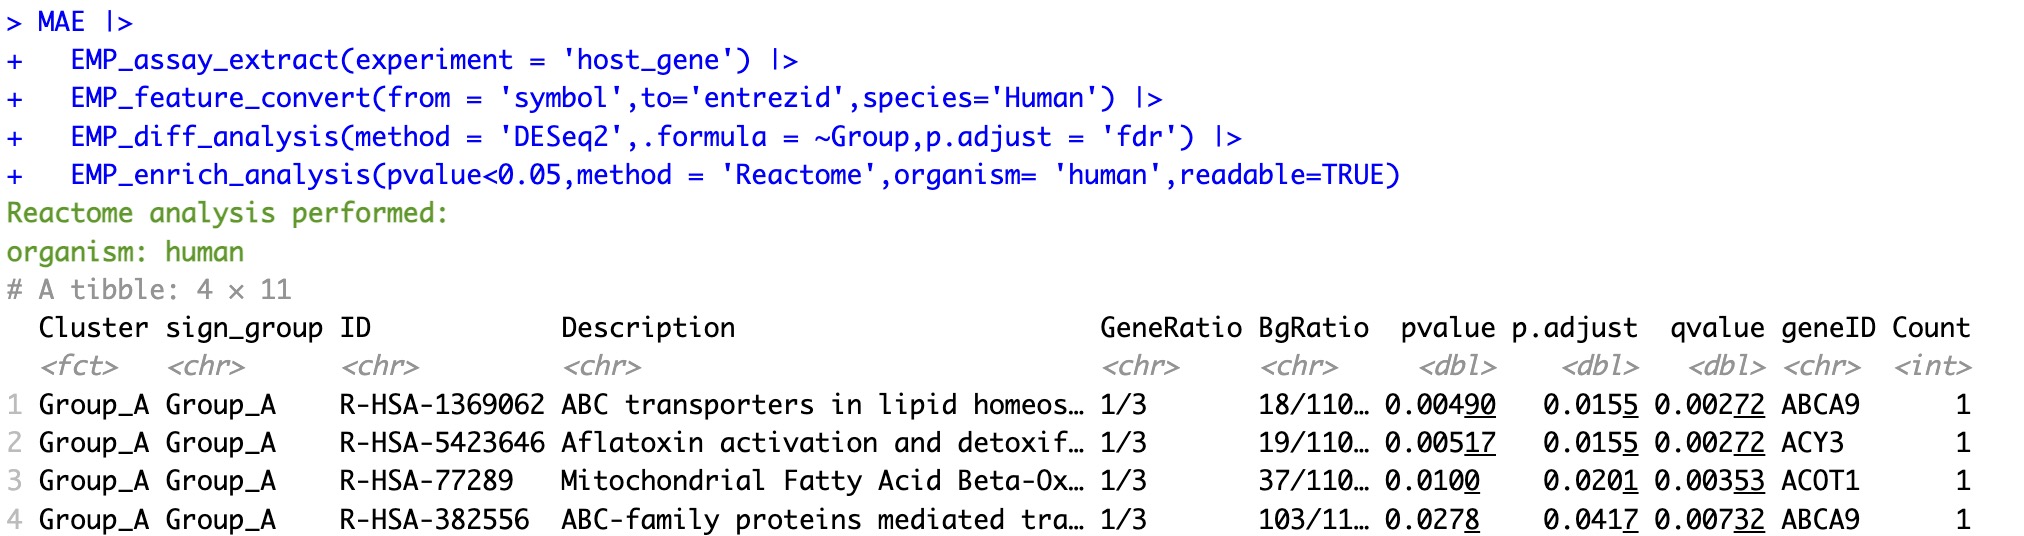 > MAE |>
+   EMP_assay_extract(experiment = 'host_gene') |>
+   EMP_feature_convert(from = 'symbol',to='entrezid',species='Human') |>
+   EMP_diff_analysis(method = 'DESeq2',.formula = ~Group,p.adjust = 'fdr') |>
+   EMP_enrich_analysis(pvalue<0.05,method = 'Reactome',organism= 'human',readable=TRUE)
Reactome analysis performed:
organism: human
# A tibble: 4 × 11
  Cluster sign_group ID            Description                       GeneRatio BgRatio  pvalue p.adjust  qvalue geneID Count
  <fct>   <chr>      <chr>         <chr>                             <chr>     <chr>     <dbl>    <dbl>   <dbl> <chr>  <int>
1 Group_A Group_A    R-HSA-1369062 ABC transporters in lipid homeos… 1/3       18/110… 0.00490   0.0155 0.00272 ABCA9      1
2 Group_A Group_A    R-HSA-5423646 Aflatoxin activation and detoxif… 1/3       19/110… 0.00517   0.0155 0.00272 ACY3       1
3 Group_A Group_A    R-HSA-77289   Mitochondrial Fatty Acid Beta-Ox… 1/3       37/110… 0.0100    0.0201 0.00353 ACOT1      1
4 Group_A Group_A    R-HSA-382556  ABC-family proteins mediated tra… 1/3       103/11… 0.0278    0.0417 0.00732 ABCA9      1